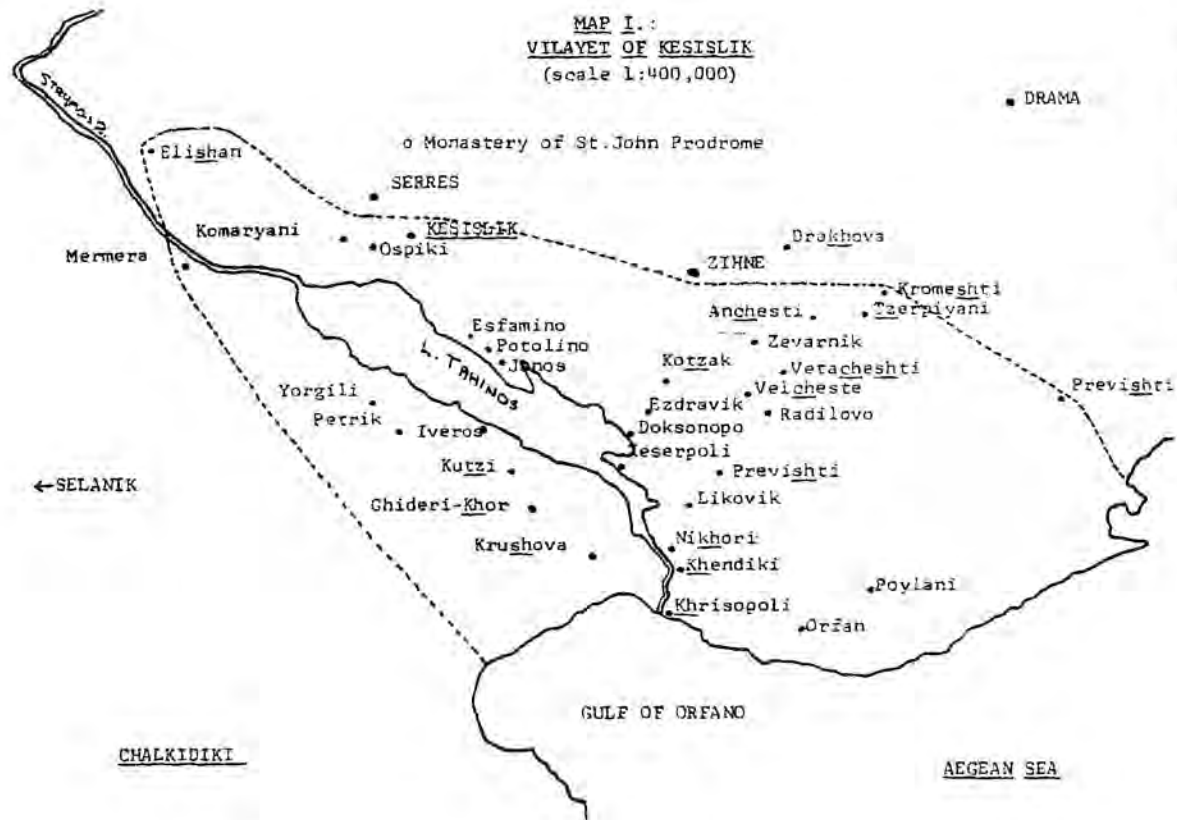 MAP I.:
VILAYET OF KESISLIK
(scale 1:400,000)
DRAMA
Monastery of St.John Prodrome
Elishan
SERRES
Komaryani
KESISLIK
Ospiki
Drakhova
Mermera
ZIHNE
Kromeshti
Anchesti
Tzerpiyani
Esfamino
Zevarnik
Potolino
Janos
L. TAHINOS
Kotzak
Vetacheshti
Velcheste
Previshti
Yorgili
Ezdravik
Radilovo
Petrik
Iveros
Doksonopo
Kutzi
Previshti
←SELANIK
Ghideri-Khor
Likovik
Krushova
Nikhori
Khendiki
Poylani
Khrisopoli
Orfan
GULF OF ORFANO
CHALKIDIKI
AEGEAN SEA